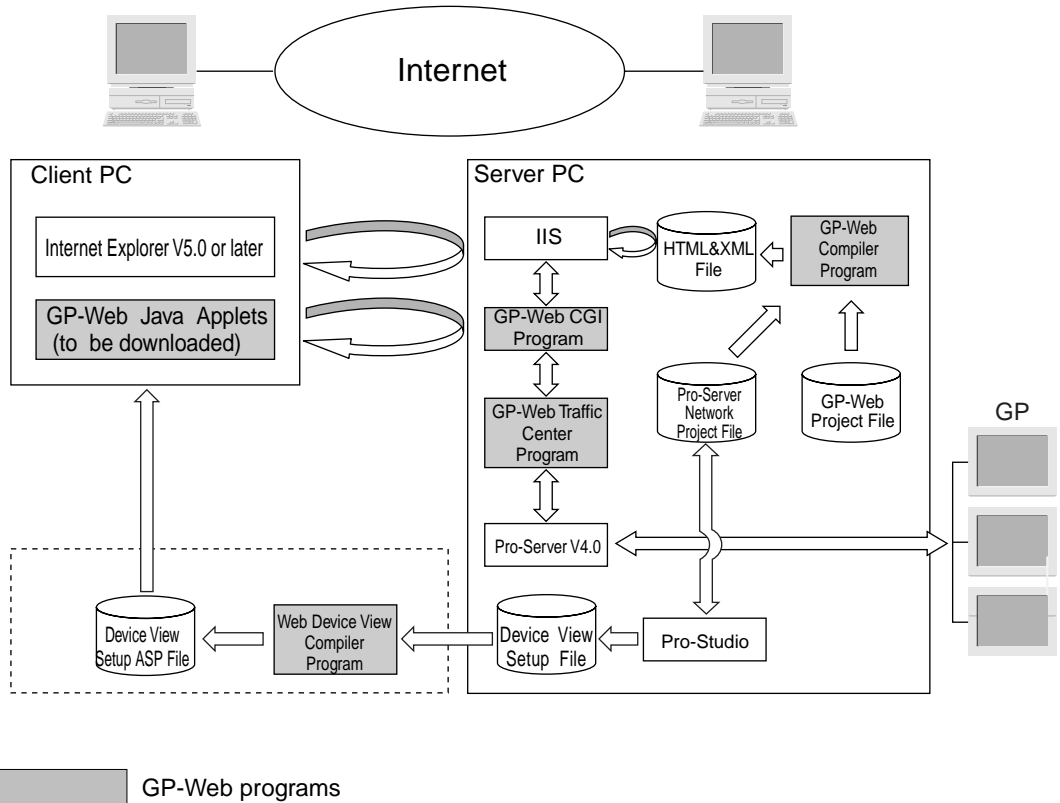 Internet
Client PC
Internet Explorer V5.0 or later
GP-Web Java Applets
(to be downloaded)
Server PC
IIS
HTML&XML
File
GP-Web
Compiler
Program
GP-Web CGI
Program
GP-Web Traffic
Center
Program
Pro-Server
Network
Project File
GP-Web
Project File
GP
Pro-Server V4.0
Device View
Setup ASP File
Web Device View
Compiler
Program
Device View
Setup File
Pro-Studio
GP-Web programs